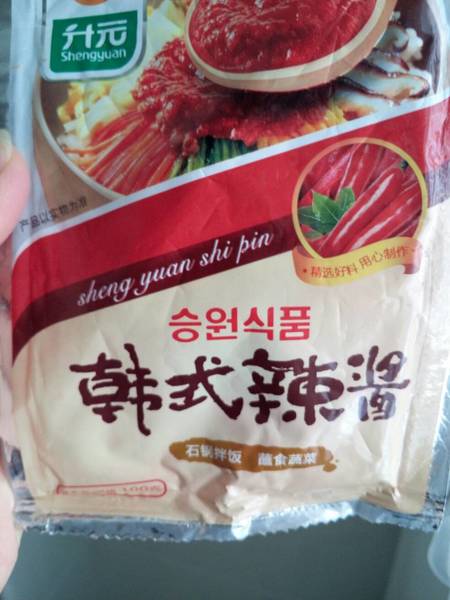 升元
Shengyuan
产品以实物为准
sheng yuan shi pin
·精选好料 用心制作·
승원식품
韩式辣酱
石锅拌饭 蘸食蔬菜